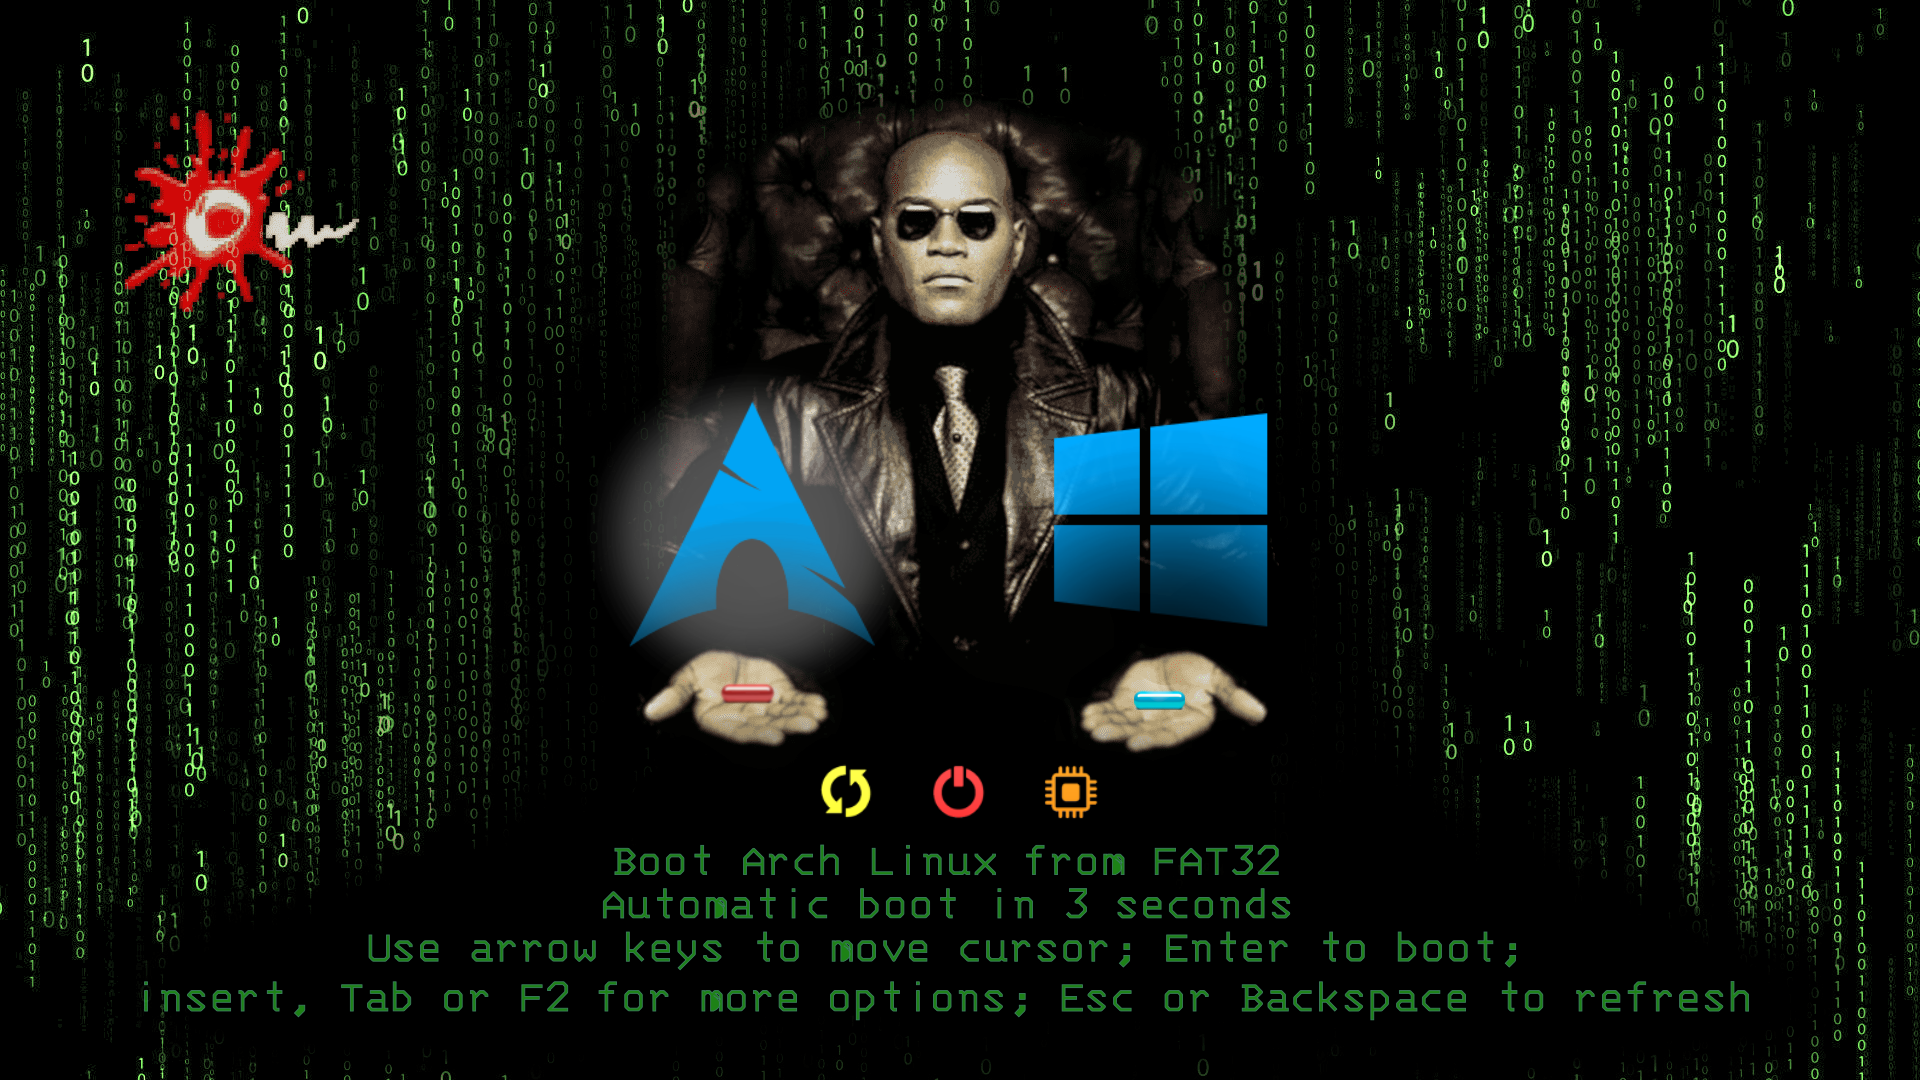 Boot Arch Linux from FAT32
Automatic boot in 3 seconds
Use arrow keys to move cursor; Enter to boot;
insert, Tab or F2 for more options; Esc or Backspace to refresh